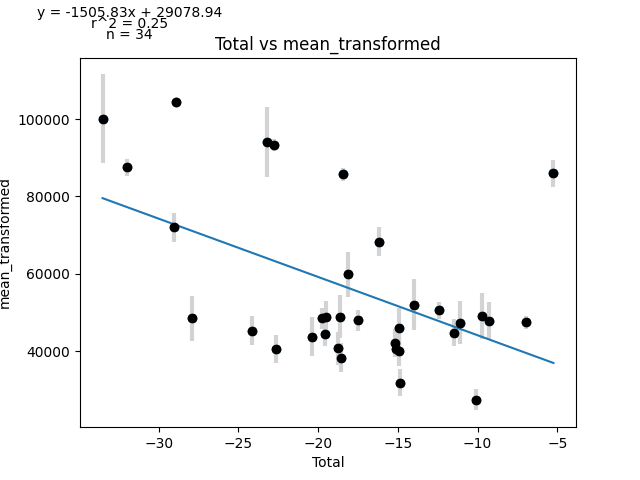 y = -1505.83x + 29078.94
r^2 = 0.25
n = 34
Total vs mean_transformed
100000
80000
60000
40000
mean_transformed
−30
−25
−20
−15
−10
−5
Total